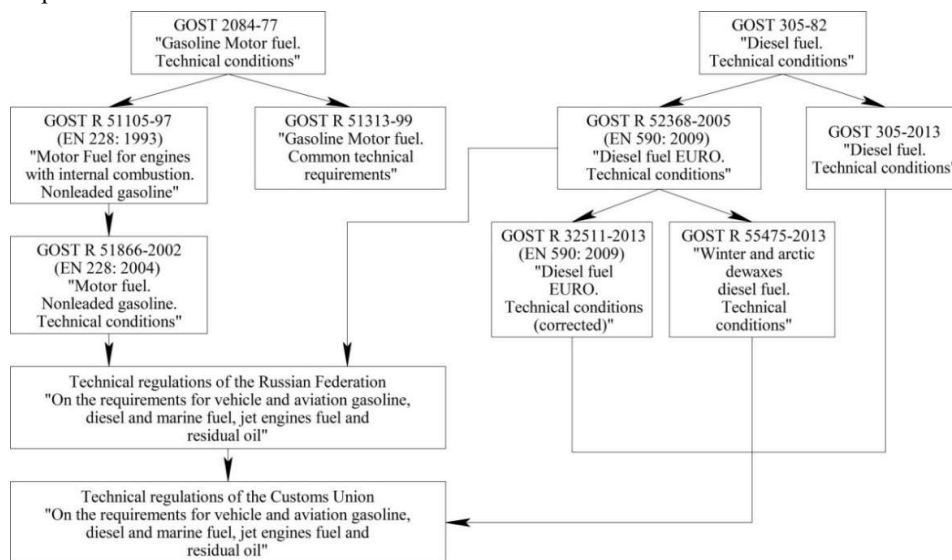 GOST 2084-77
"Gasoline Motor fuel.
Technical conditions"
GOST 305-82
"Diesel fuel.
Technical conditions"
GOST R 51105-97
(EN 228: 1993)
"Motor Fuel for engines
with internal combustion.
Nonleaded gasoline"
GOST R 51313-99
"Gasoline Motor fuel.
Common technical
requirements"
GOST R 52368-2005
(EN 590: 2009)
"Diesel fuel EURO.
Technical conditions"
GOST 305-2013
"Diesel fuel.
Technical conditions"
GOST R 51866-2002
(EN 228: 2004)
"Motor fuel.
Nonleaded gasoline.
Technical conditions"
GOST R 32511-2013
(EN 590: 2009)
"Diesel fuel
EURO.
Technical conditions
(corrected)"
GOST R 55475-2013
"Winter and arctic
dewaxes
diesel fuel.
Technical
conditions"
Technical regulations of the Russian Federation
"On the requirements for vehicle and aviation gasoline,
diesel and marine fuel, jet engines fuel and
residual oil"
Technical regulations of the Customs Union
"On the requirements for vehicle and aviation gasoline,
diesel and marine fuel, jet engines fuel and
residual oil"